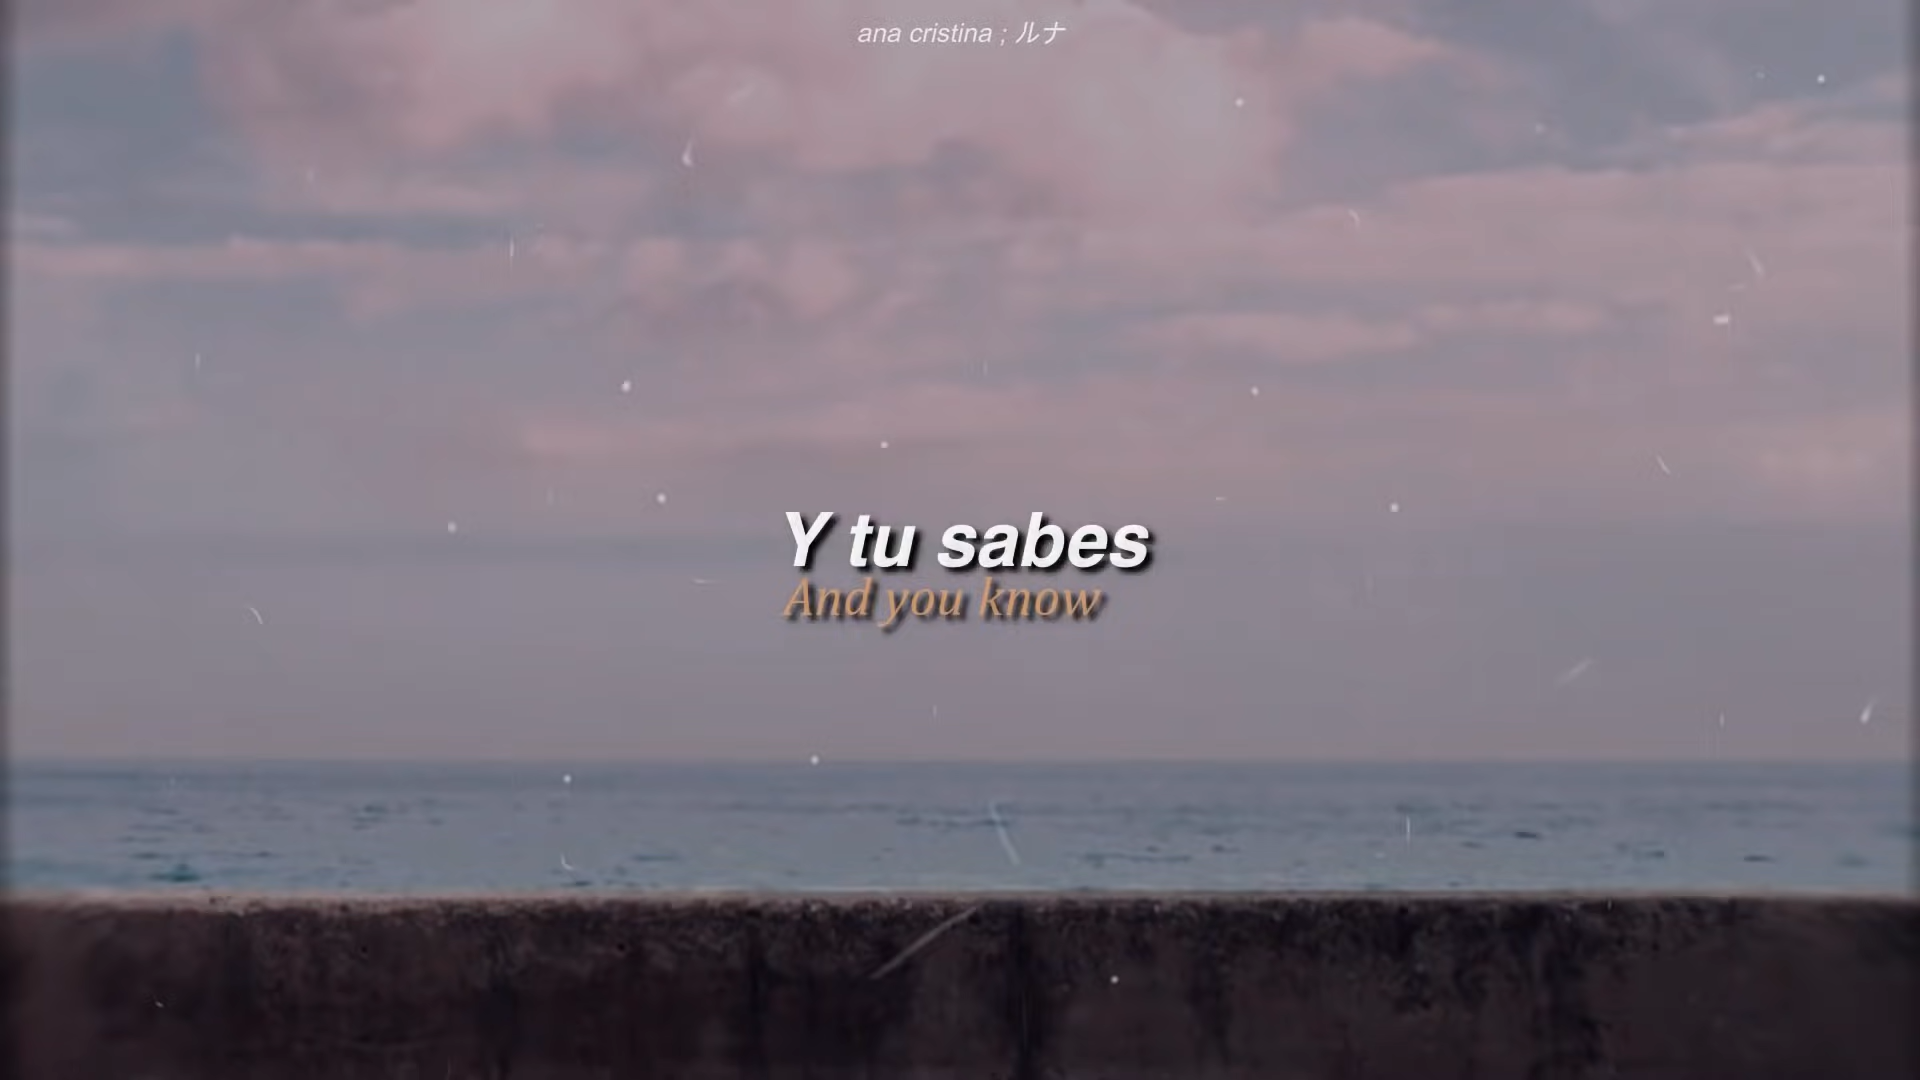 ana cristina ; ルナ
Y tu sabes
And you know